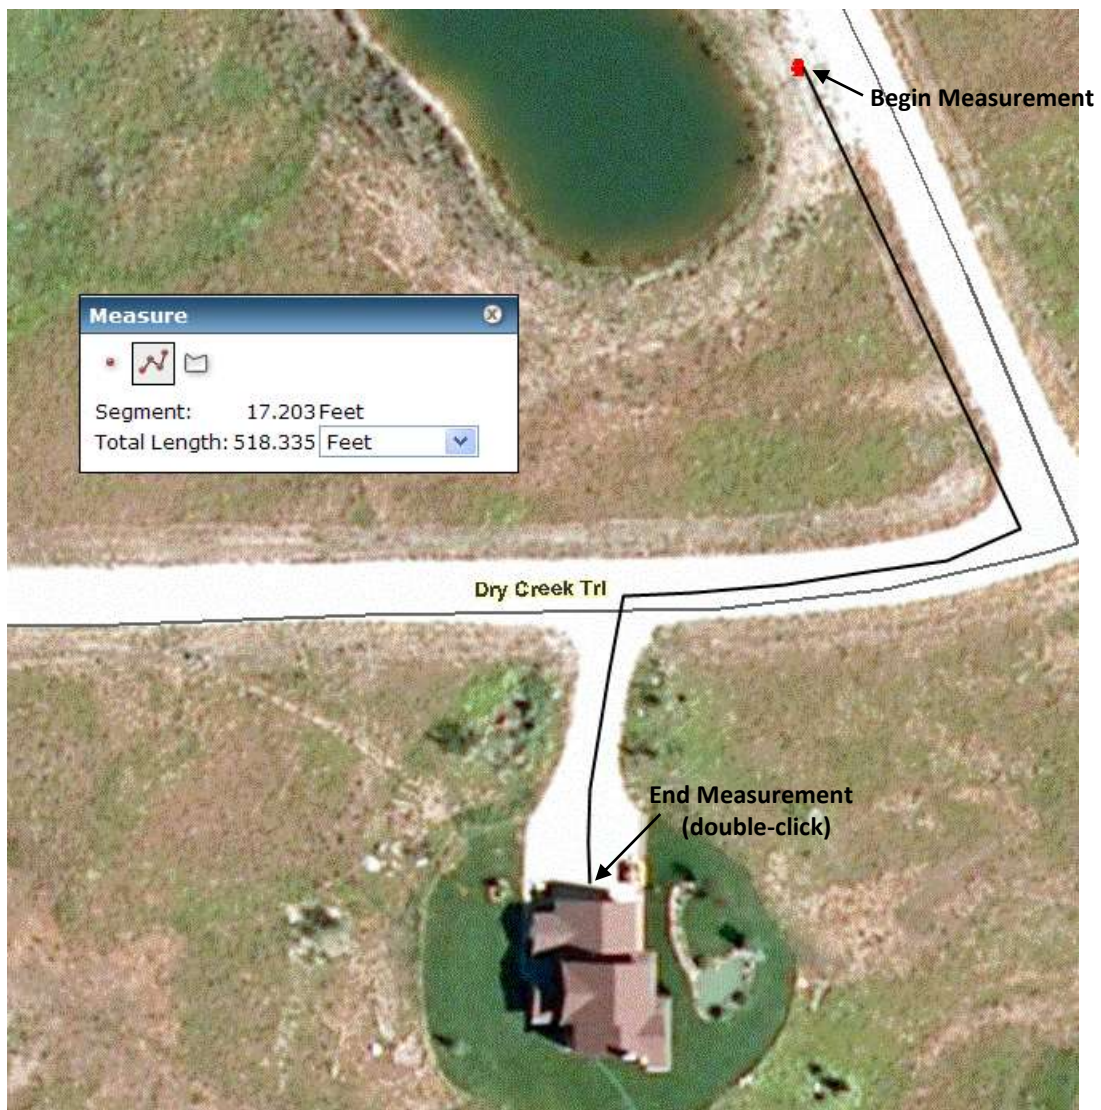 Begin Measurement
Measure
Segment: 17.203 Feet
Total Length: 518.335 Feet
Dry Creek Trl
End Measurement
(double-click)